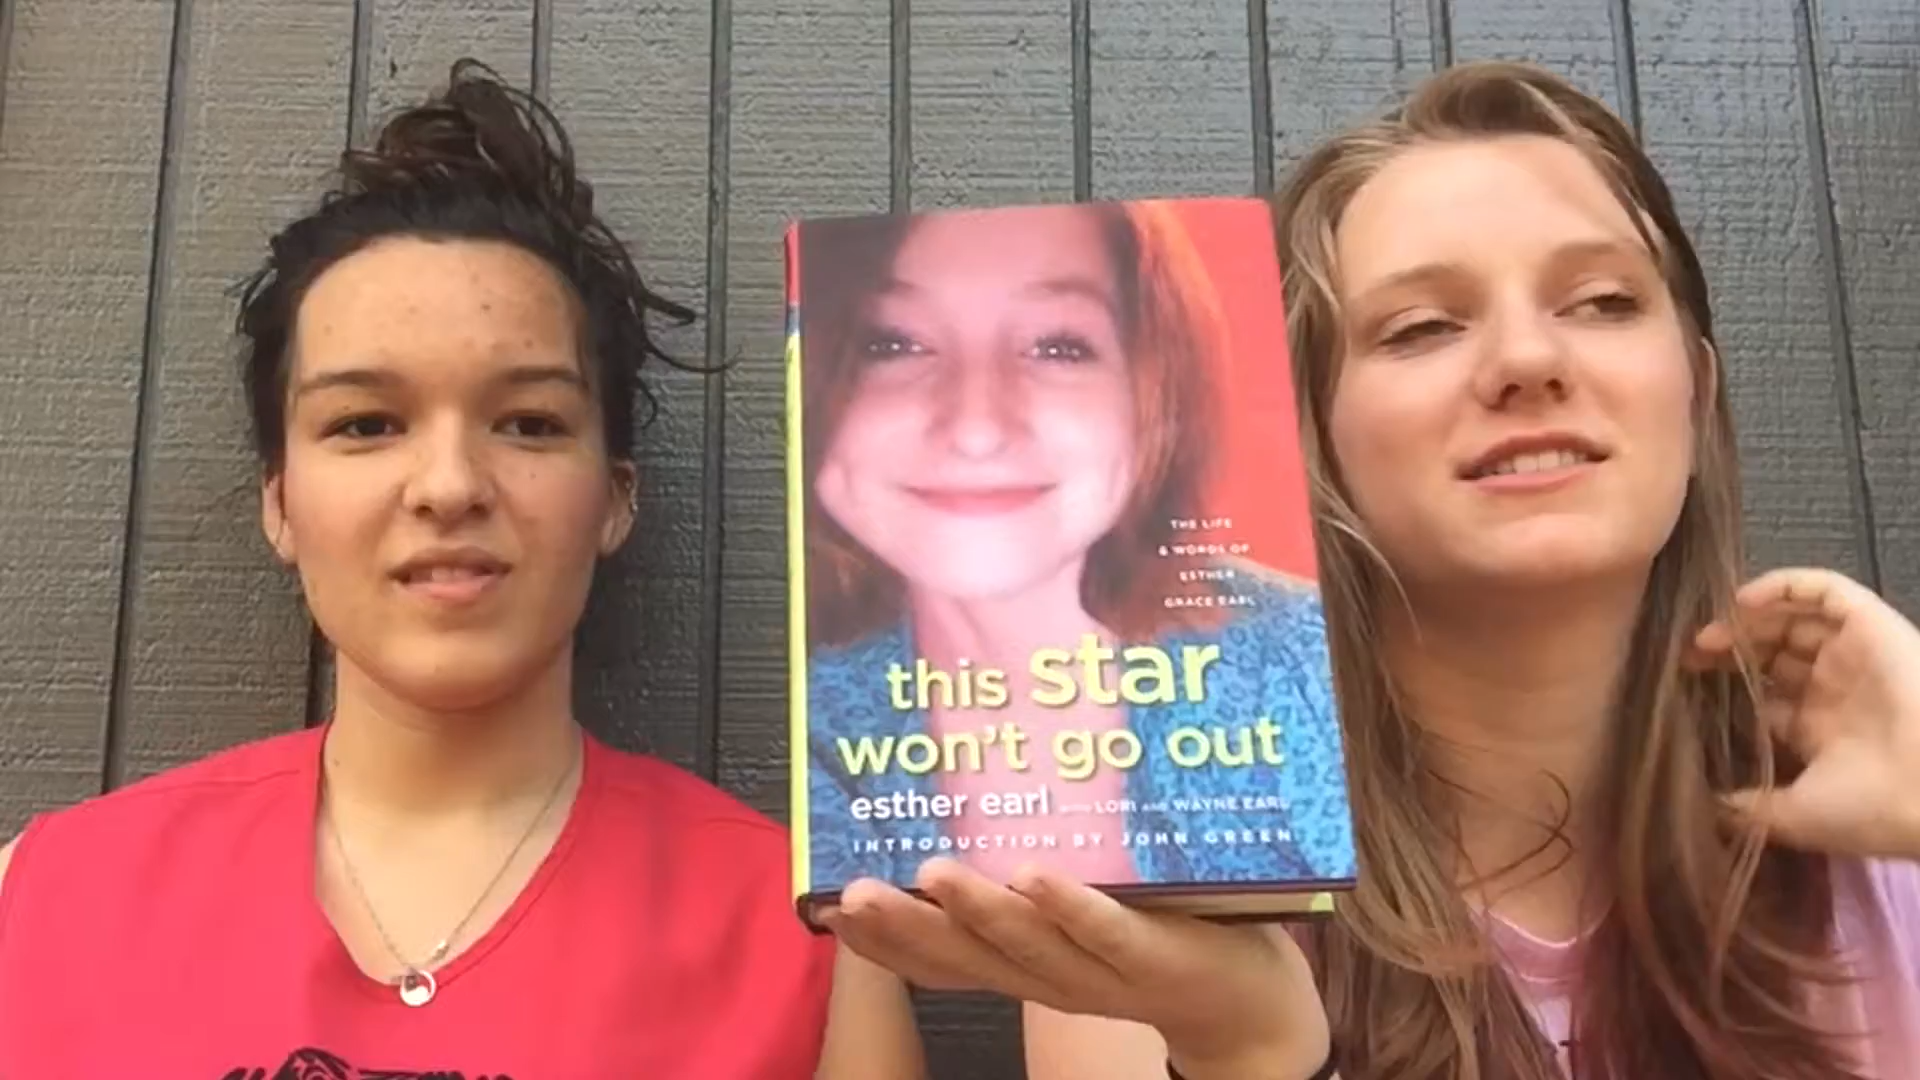 THE LIFE
& WORDS OF
ESTHER
GRACE EARL
this star
won't go out
esther earl with LORI AND WAYNE EARL
INTRODUCTION BY JOHN GREEN